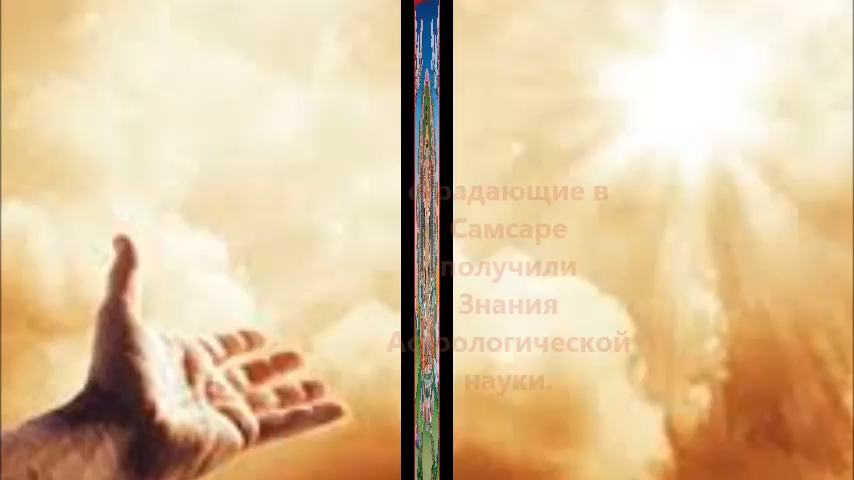 страдающие в
Самсаре
получили
Знания
Астрологической
науки.